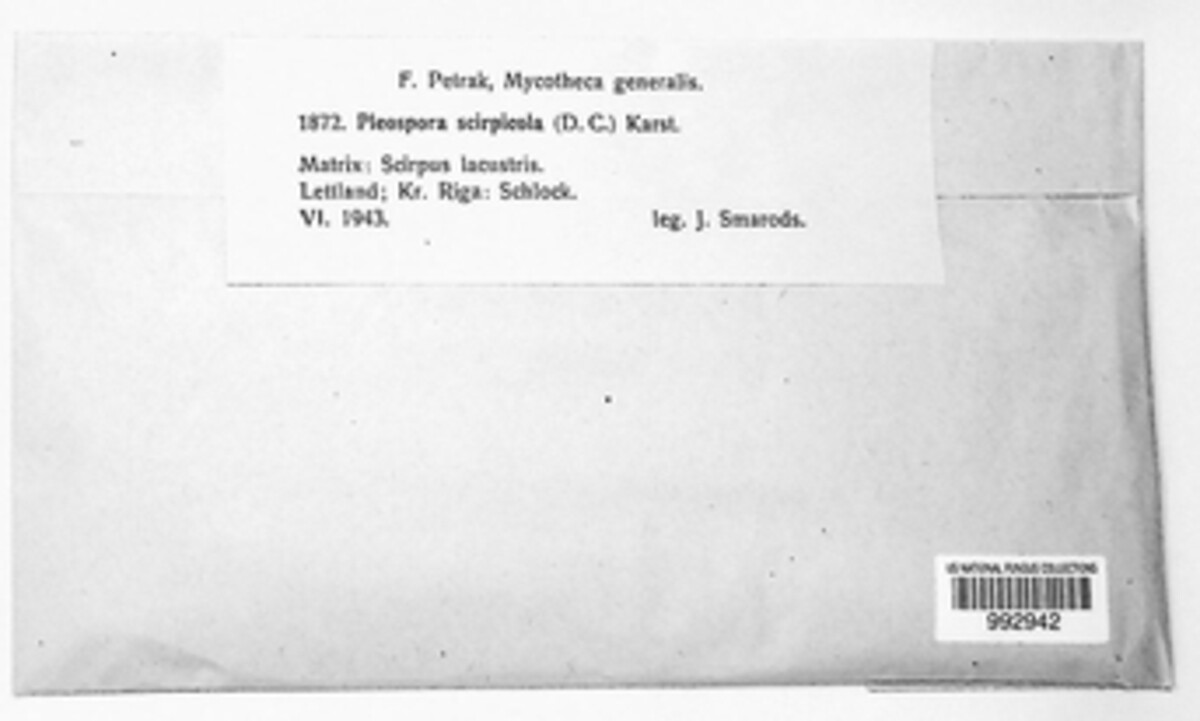 F. Petrak, Mycotheca generalis.
1872. Pleospora scirpicola (D. C.) Karst.
Matrix: Scirpus lacustris.
Lettland; Kr. Riga: Schlock.
VI. 1943. leg. J. Smarods.
US NATIONAL FUNGUS COLLECTIONS
992942